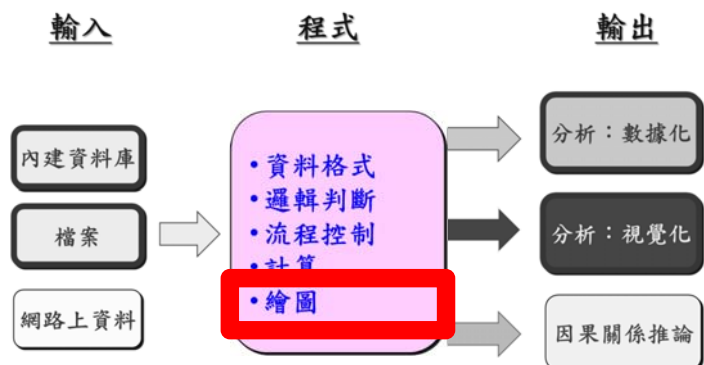 輸入
程式
輸出
內建資料庫
檔案
網路上資料
•資料格式
•邏輯判斷
•流程控制
•計算
•繪圖
分析：數據化
分析：視覺化
因果關係推論